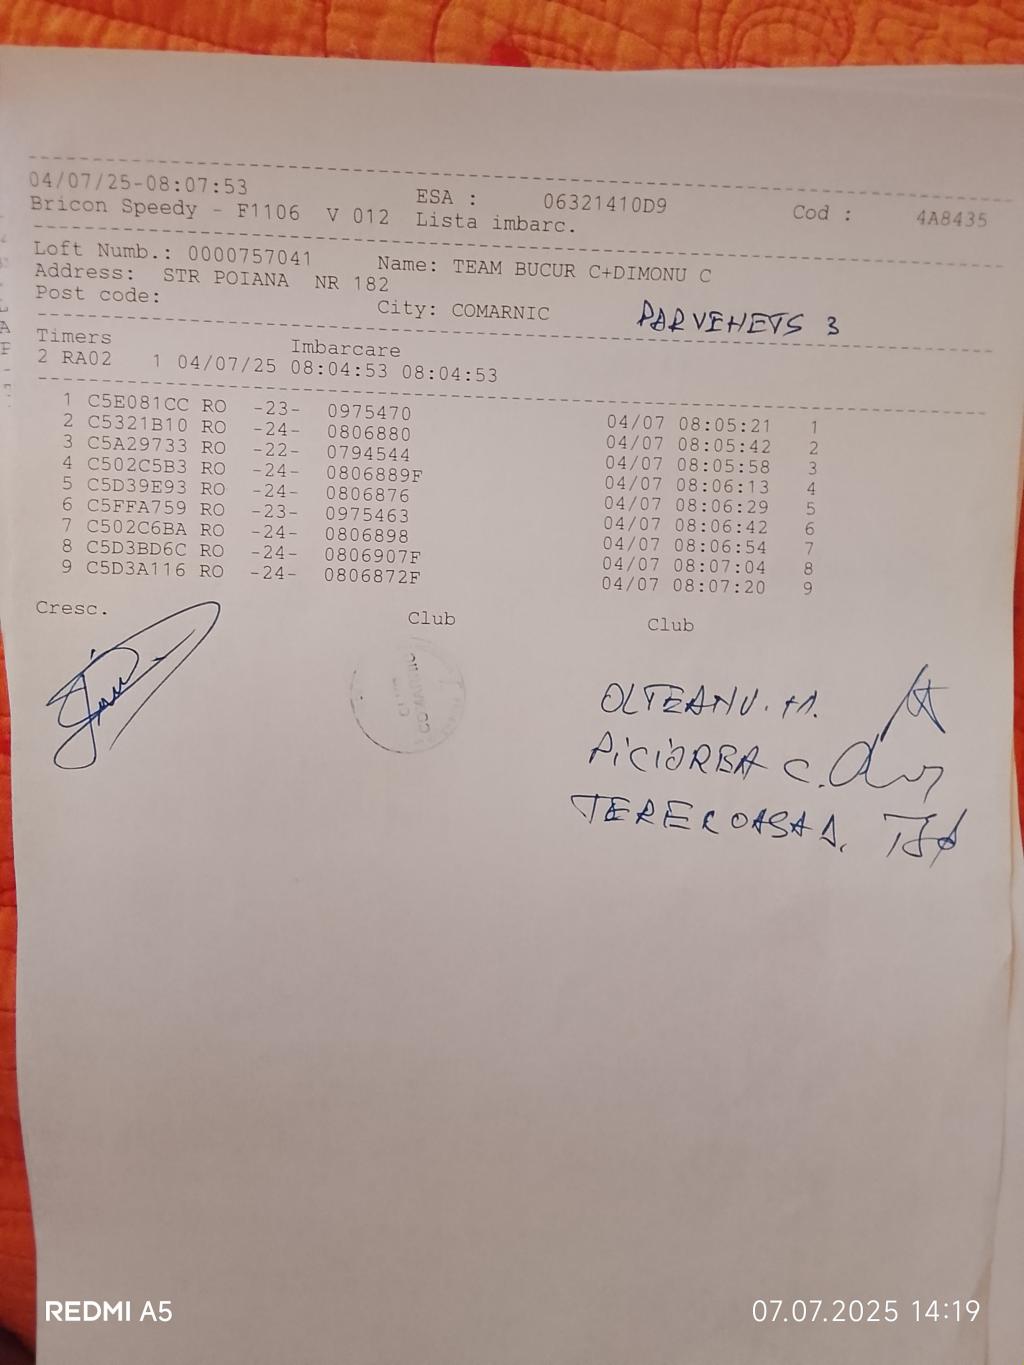 04/07/25-08:07:53 ESA : 06321410D9 Cod : 4A8435
Bricon Speedy - F1106 V 012 Lista imbarc.
Loft Numb.: 0000757041 Name: TEAM BUCUR C+DIMONU C
Address: STR POIANA NR 182
Post code: City: COMARNIC PARVENETS 3
Timers Imbarcare
2 RA02 1 04/07/25 08:04:53 08:04:53
1 C5E081CC RO -23- 0975470 04/07 08:05:21 1
2 C5321B10 RO -24- 0806880 04/07 08:05:42 2
3 C5A29733 RO -22- 0794544 04/07 08:05:58 3
4 C502C5B3 RO -24- 0806889F 04/07 08:06:13 4
5 C5D39E93 RO -24- 0806876 04/07 08:06:29 5
6 C5FFA759 RO -23- 0975463 04/07 08:06:42 6
7 C502C6BA RO -24- 0806898 04/07 08:06:54 7
8 C5D3BD6C RO -24- 0806907F 04/07 08:07:04 8
9 C5D3A116 RO -24- 0806872F 04/07 08:07:20 9
Cresc. Club Club
COMARNIC
OLTEANU. M.
PICIORBA C.
REDMI A5 07.07.2025 14:19